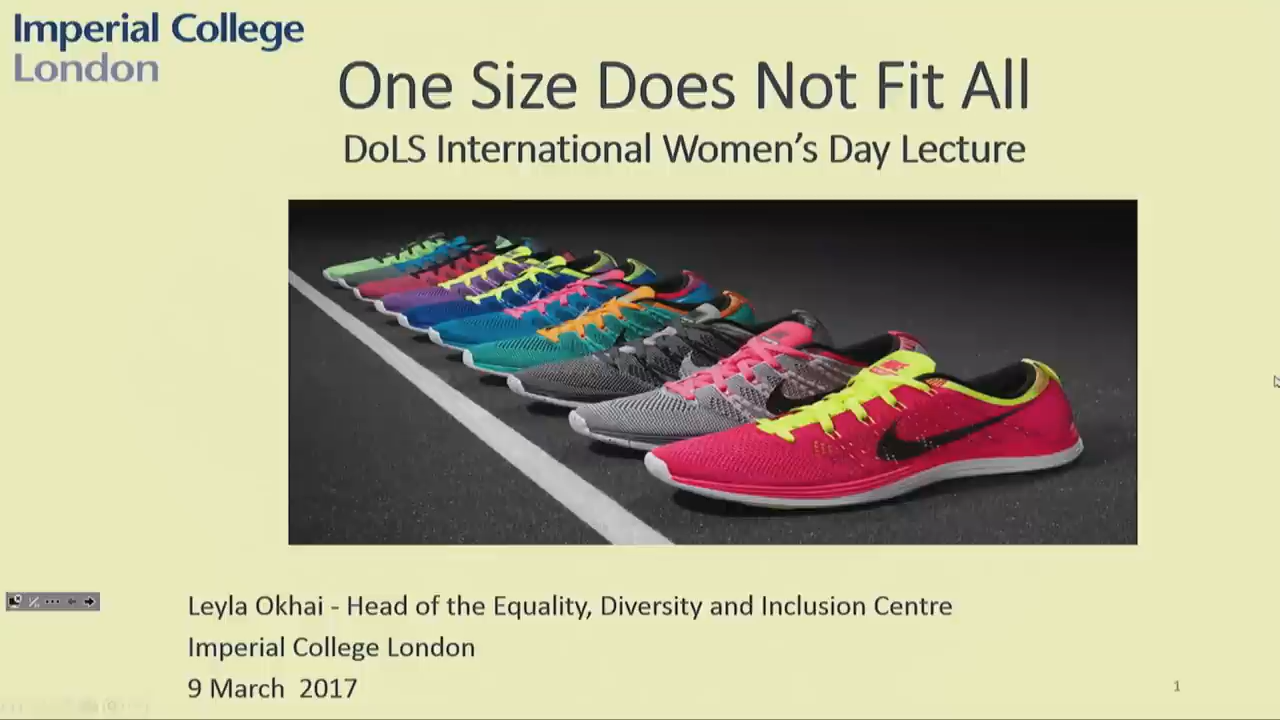 Imperial College
London
One Size Does Not Fit All
DoLS International Women's Day Lecture
Leyla Okhai - Head of the Equality, Diversity and Inclusion Centre
Imperial College London
9 March 2017
1